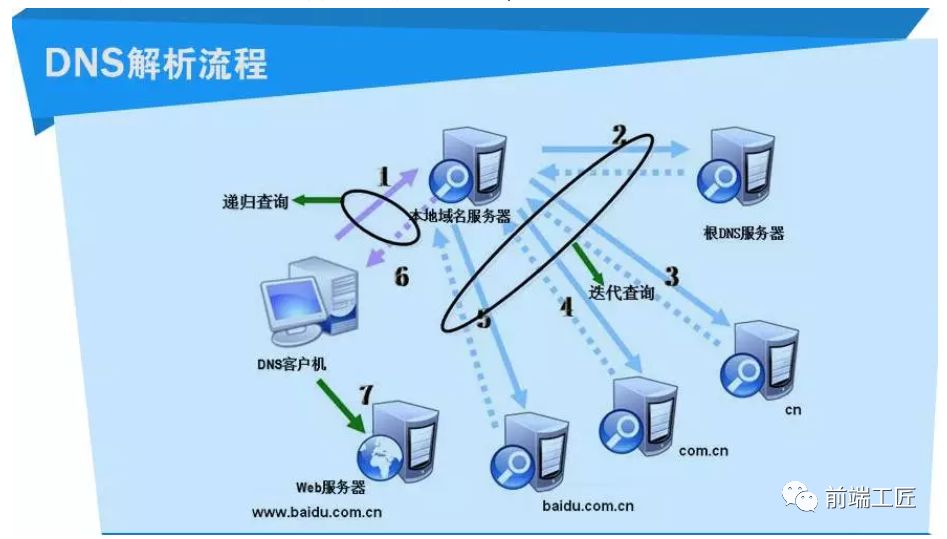 DNS解析流程
2
1
递归查询
本地域名服务器
根DNS服务器
6
3
迭代查询
4
5
DNS客户机
7
cn
com.cn
Web服务器
baidu.com.cn
www.baidu.com.cn
前端工匠